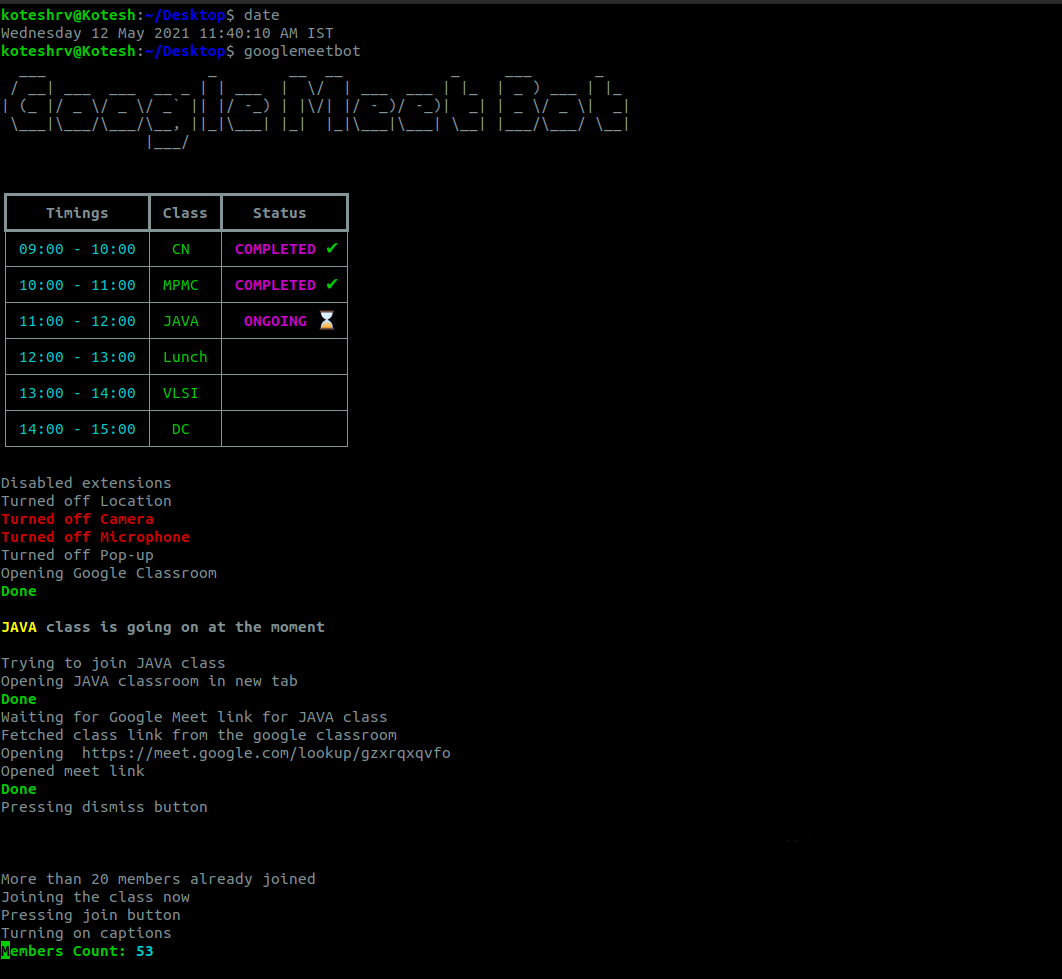 koteshrv@Kotesh:~/Desktop$ date
Wednesday 12 May 2021 11:40:10 AM IST
koteshrv@Kotesh:~/Desktop$ googlemeetbot
Google Meet Bot
Timings Class Status
09:00 - 10:00 CN COMPLETED ✔
10:00 - 11:00 MPMC COMPLETED ✔
11:00 - 12:00 JAVA ONGOING ⌛
12:00 - 13:00 Lunch
13:00 - 14:00 VLSI
14:00 - 15:00 DC
Disabled extensions
Turned off Location
Turned off Camera
Turned off Microphone
Turned off Pop-up
Opening Google Classroom
Done
JAVA class is going on at the moment
Trying to join JAVA class
Opening JAVA classroom in new tab
Done
Waiting for Google Meet link for JAVA class
Fetched class link from the google classroom
Opening  https://meet.google.com/lookup/gzxrqxqvfo
Opened meet link
Done
Pressing dismiss button
More than 20 members already joined
Joining the class now
Pressing join button
Turning on captions
Members Count: 53